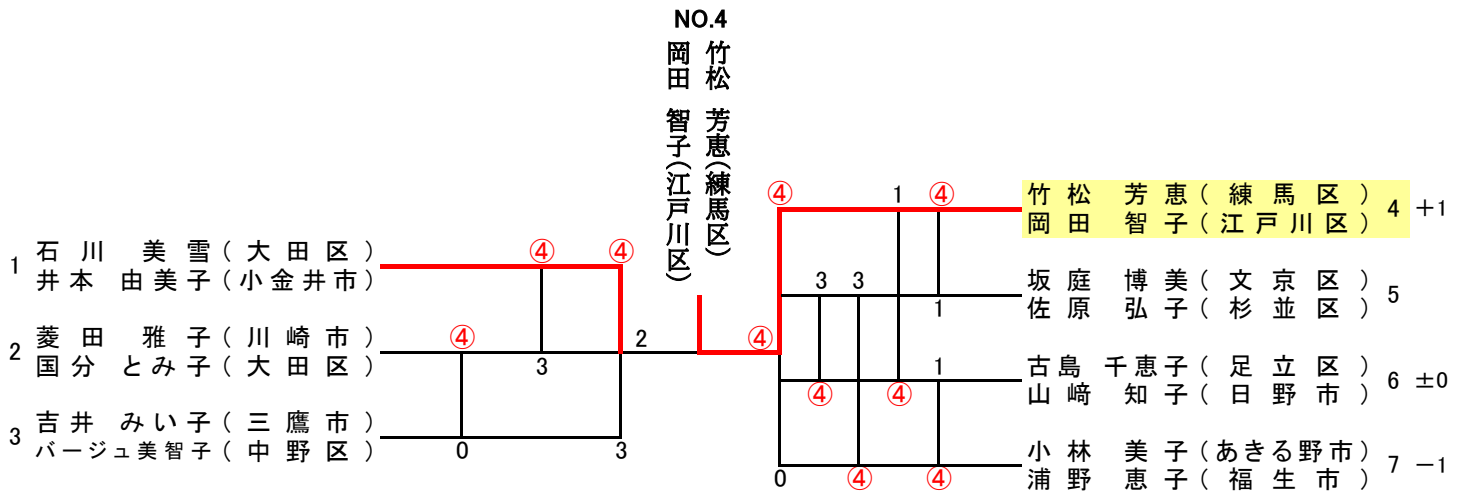 NO.4
竹松 芳恵(練馬区)
岡田 智子(江戸川区)
1
石川 美雪(大田区)
井本 由美子(小金井市)
④ ④
2
菱田 雅子(川崎市)
国分 とみ子(大田区)
④
3
2
3
吉井 みい子(三鷹市)
バージュ美智子(中野区)
0
3
④
④
1
④
竹松 芳恵(練馬区)
岡田 智子(江戸川区)
4
+1
3
3
1
坂庭 博美(文京区)
佐原 弘子(杉並区)
5
④
④
1
古島 千恵子(足立区)
山﨑 知子(日野市)
6
±0
0
④
④
小林 美子(あきる野市)
浦野 恵子(福生市)
7
−1